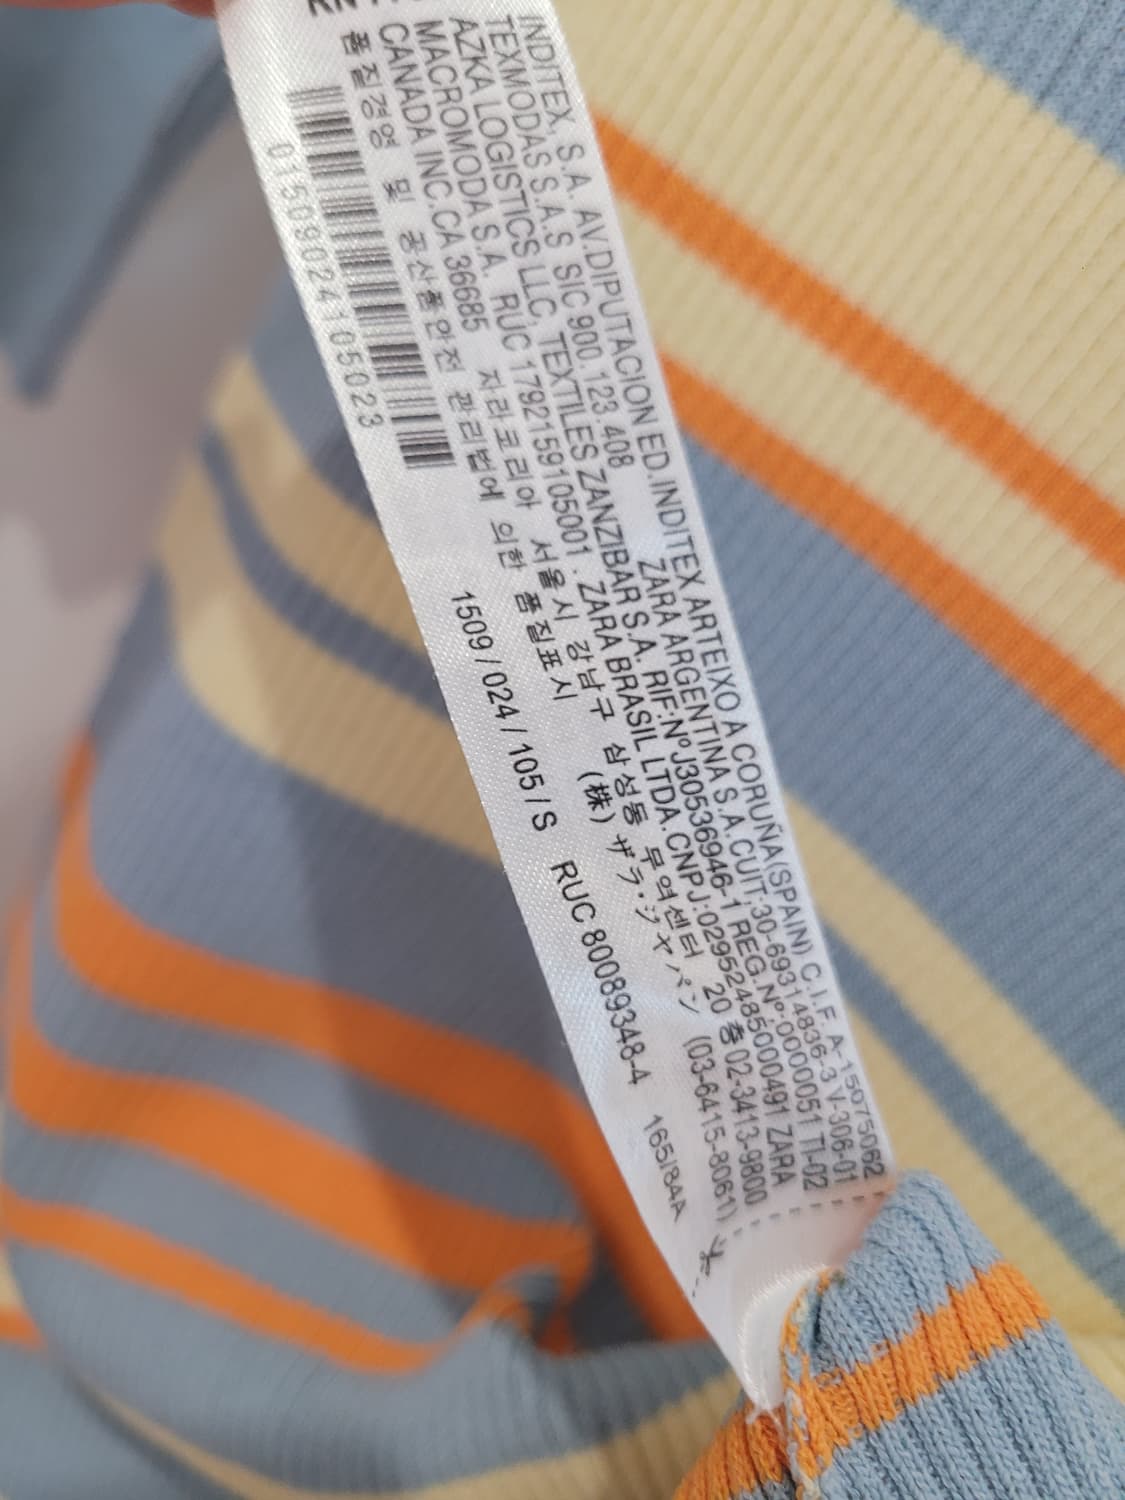 INDITEX, S.A. AV.DIPUTACION ED.INDITEX ARTEIXO A CORUÑA(SPAIN) C.I.F. A-15075062
TEXMODAS S.A.S SIC 900.123.408 ZARA ARGENTINA S.A. CUIT:30-69314836-3 V-306-01
AZKA LOGISTICS LLC, TEXTILES ZANZIBAR S.A. RIF:Nº J30536946-1 REG.Nº:0000051 TI-02
MACROMODA S.A. RUC 1792159105001 . ZARA BRASIL LTDA.CNPJ:02952485000491 ZARA
CANADA INC.CA 36685 자라코리아 서울시 강남구 삼성동 무역센터 20 층 02-3413-9800
품질경영 및 공산품안전 관리법에 의한 품질표시 (株) ザラ・ジャパン (03-6415-8061)
01509024105023
1509 / 024 / 105 / S RUC 80089348-4 165/84A